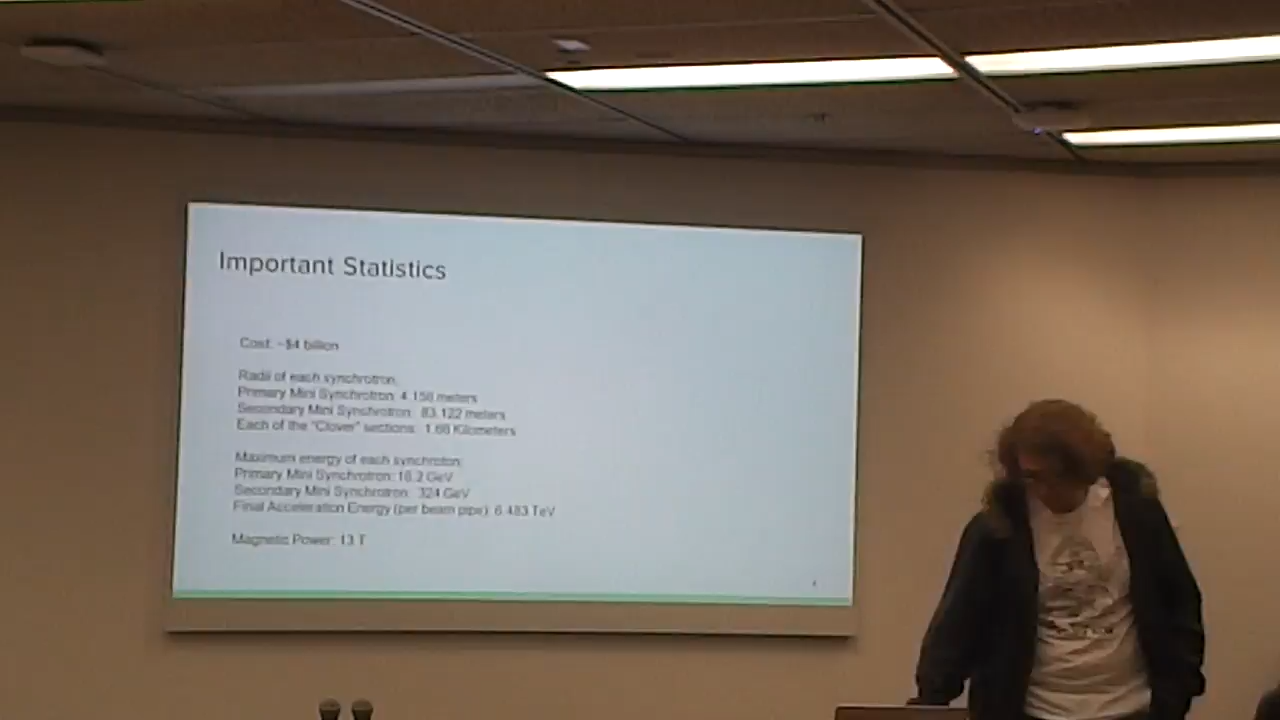 Important Statistics
Cost: ~$4 billion
Radii of each synchrotron:
Primary Mini Synchrotron: 4.156 meters
Secondary Mini Synchrotron: 83.122 meters
Each of the "Clover" sections: 1.66 Kilometers
Maximum energy of each synchroton:
Primary Mini Synchrotron: 16.2 GeV
Secondary Mini Synchrotron: 324 GeV
Final Acceleration Energy (per beam pipe): 6.483 TeV
Magnetic Power: 13 T